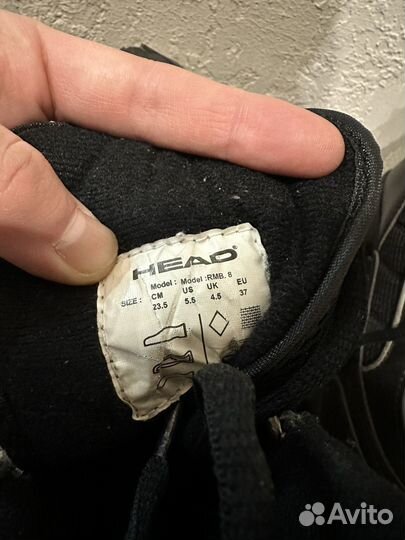 HEAD
Model : Model :RMB. 8
SIZE : CM US UK EU
23.5 5.5 4.5 37
Avito